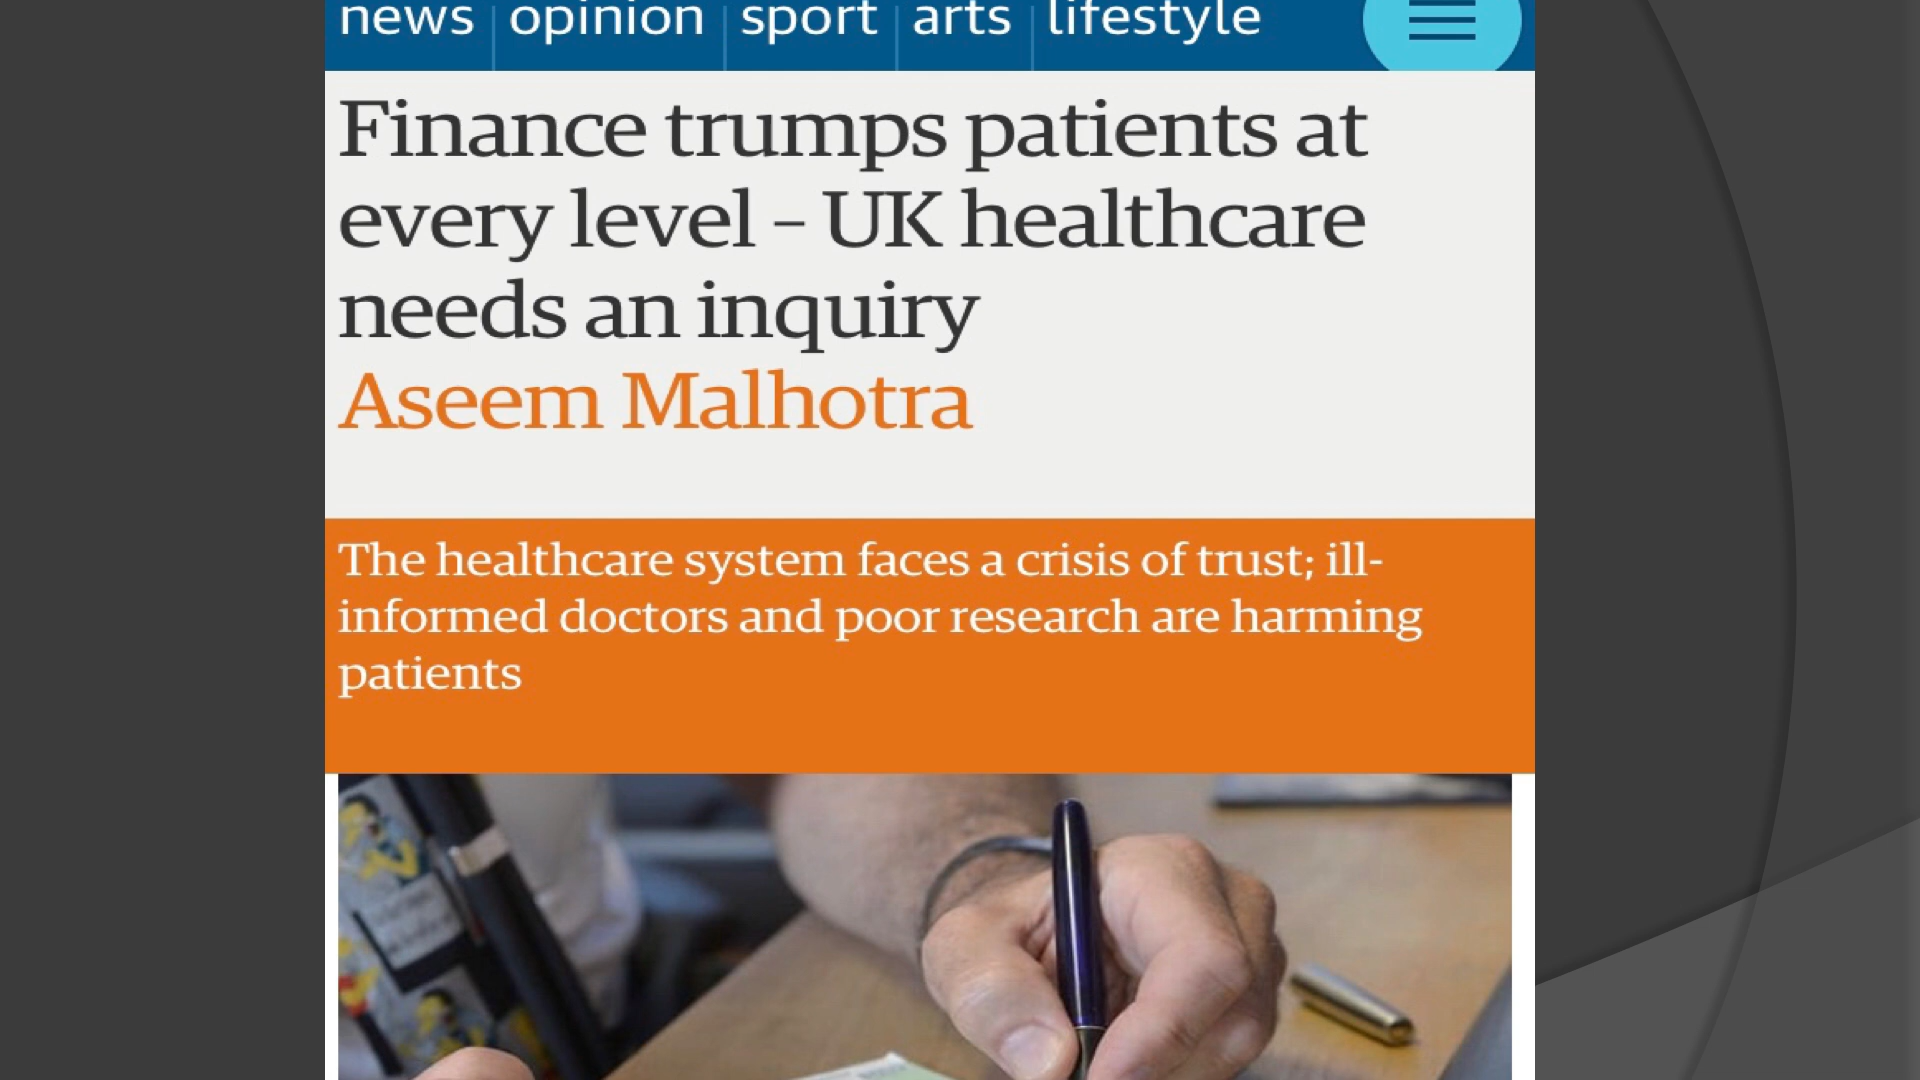 news opinion sport arts lifestyle
Finance trumps patients at
every level – UK healthcare
needs an inquiry
Aseem Malhotra
The healthcare system faces a crisis of trust; ill-
informed doctors and poor research are harming
patients